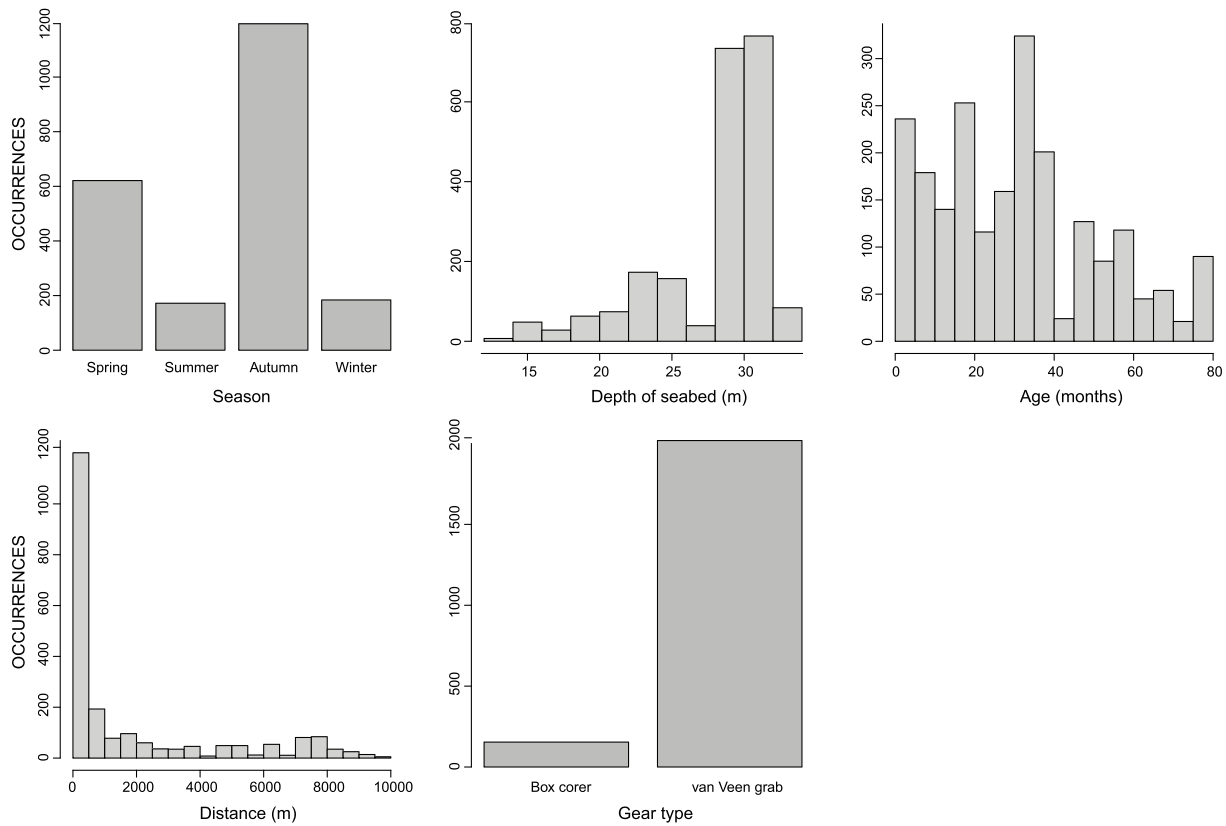 OCCURRENCES
1200
1000
800
600
400
200
0
Spring Summer Autumn Winter
Season
800
600
400
200
0
15 20 25 30
Depth of seabed (m)
300
250
200
150
100
50
0
0 20 40 60 80
Age (months)
OCCURRENCES
1200
1000
800
600
400
200
0
0 2000 4000 6000 8000 10000
Distance (m)
2000
1500
1000
500
0
Box corer van Veen grab
Gear type